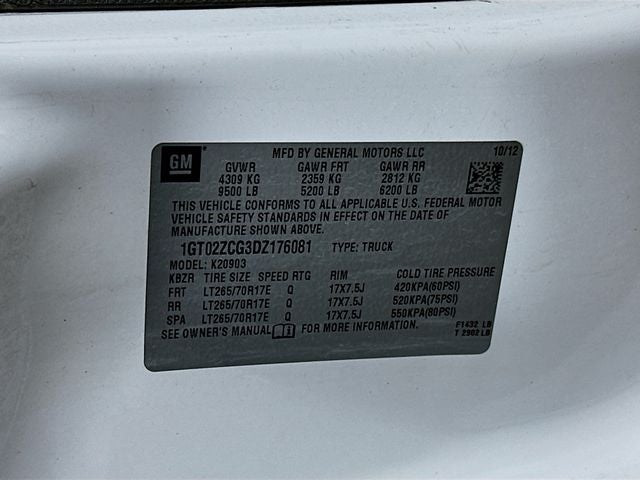 GM
MFD BY GENERAL MOTORS LLC 10/12
GVWR GAWR FRT GAWR RR
4309 KG 2359 KG 2812 KG
9500 LB 5200 LB 6200 LB
THIS VEHICLE CONFORMS TO ALL APPLICABLE U.S. FEDERAL MOTOR
VEHICLE SAFETY STANDARDS IN EFFECT ON THE DATE OF
MANUFACTURE SHOWN ABOVE.
1GT02ZCG3DZ176081 TYPE: TRUCK
MODEL: K20903
KBZR TIRE SIZE SPEED RTG RIM COLD TIRE PRESSURE
FRT LT265/70R17E Q 17X7.5J 420KPA(60PSI)
RR LT265/70R17E Q 17X7.5J 520KPA(75PSI)
SPA LT265/70R17E Q 17X7.5J 550KPA(80PSI)
SEE OWNER'S MANUAL FOR MORE INFORMATION. F1432 LB
T 2902 LB